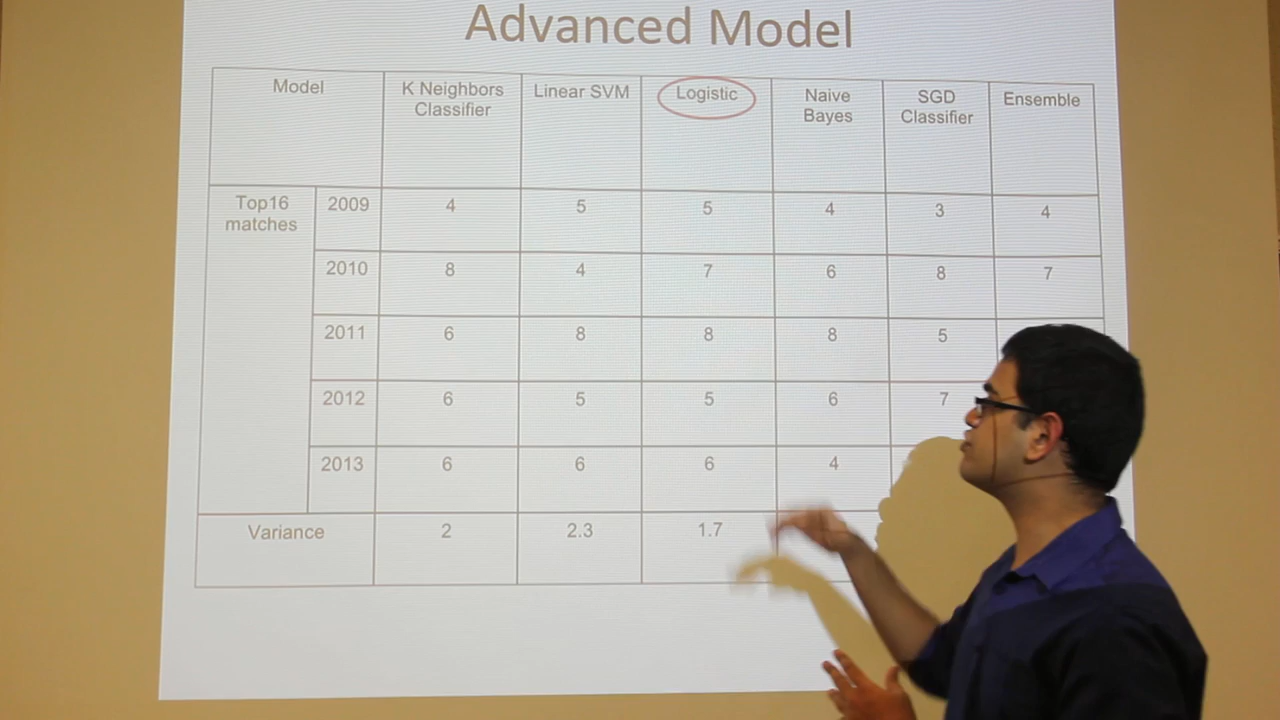 Advanced Model
Model K Neighbors Classifier Linear SVM Logistic Naive Bayes SGD Classifier Ensemble
Top16 matches 2009 4 5 5 4 3 4
2010 8 4 7 6 8 7
2011 6 8 8 8 5
2012 6 5 5 6 7
2013 6 6 6 4
Variance 2 2.3 1.7